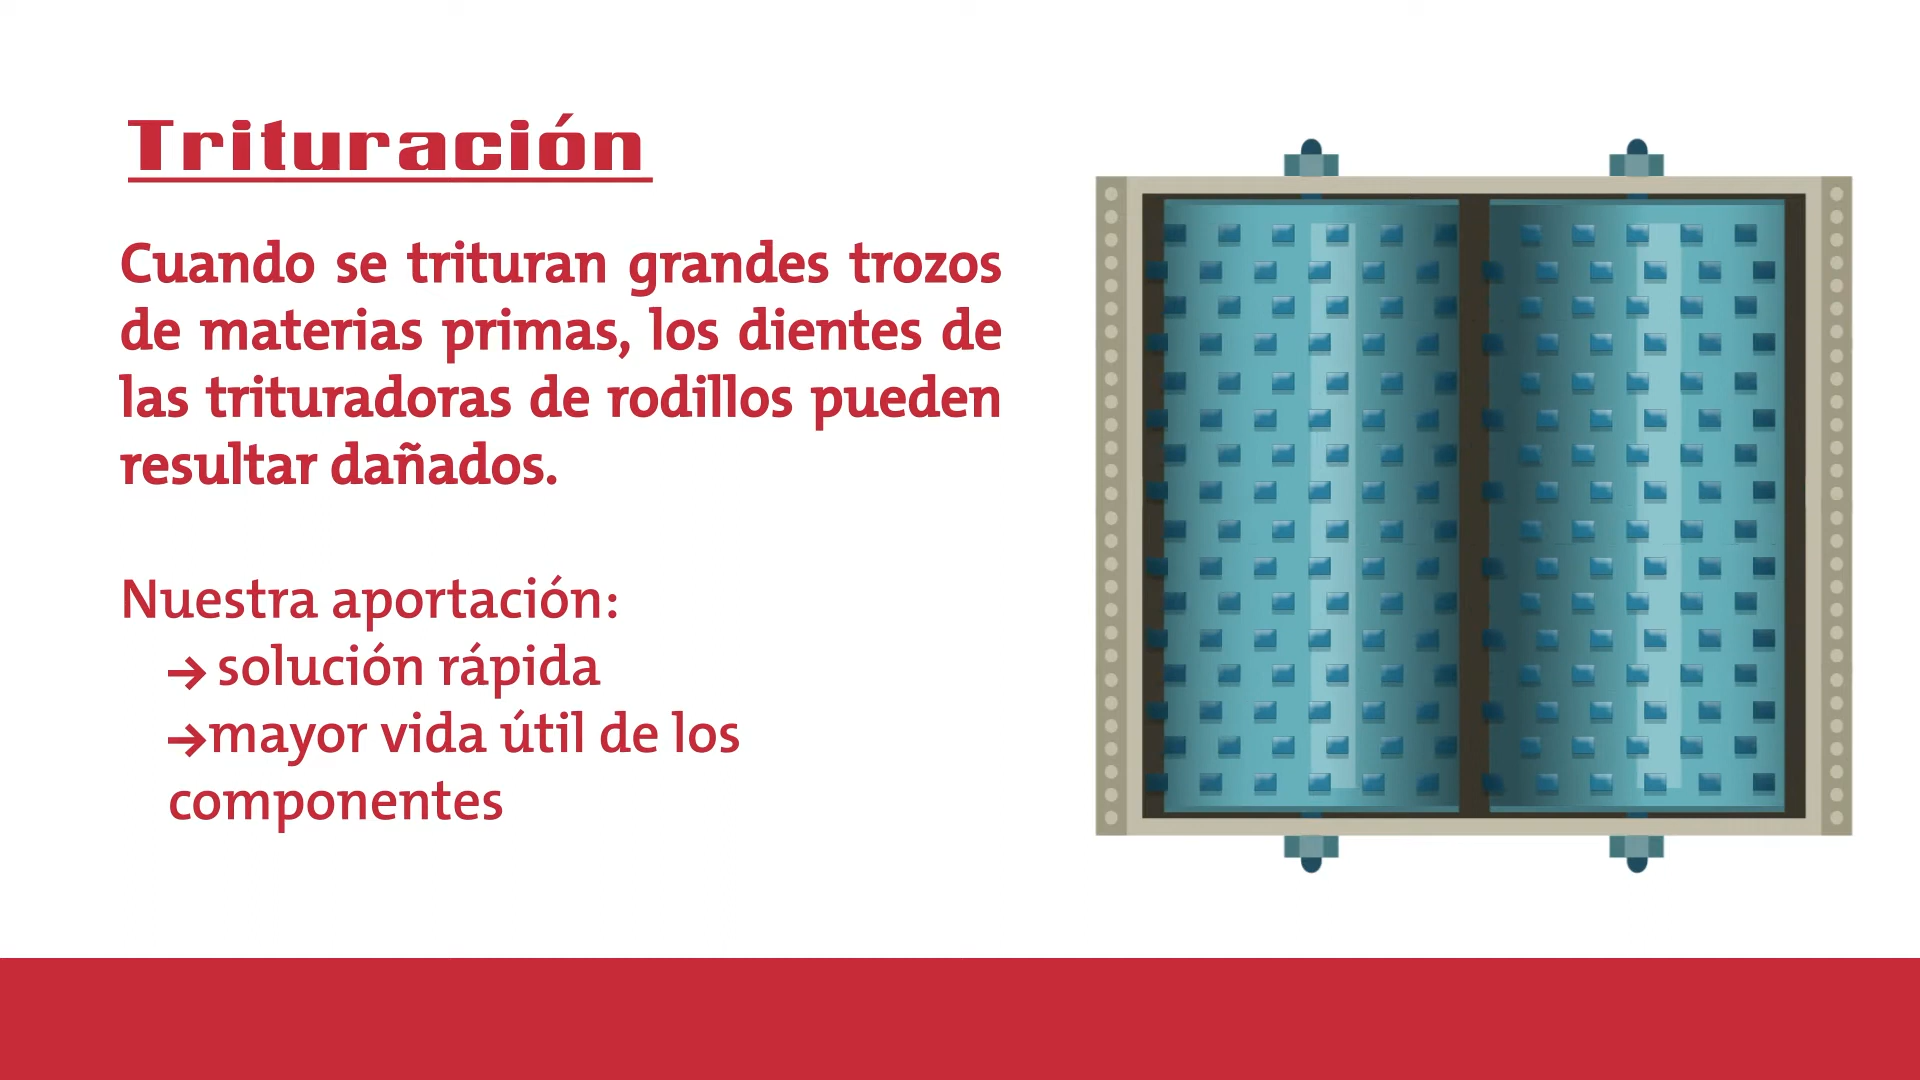 Trituración
Cuando se trituran grandes trozos
de materias primas, los dientes de
las trituradoras de rodillos pueden
resultar dañados.
Nuestra aportación:
→ solución rápida
→mayor vida útil de los
componentes